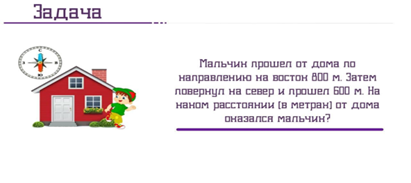 Задача
Мальчик прошел от дома по
направлению на восток 800 м. Затем
повернул на север и прошел 600 м. На
каком расстоянии (в метрах) от дома
оказался мальчик?